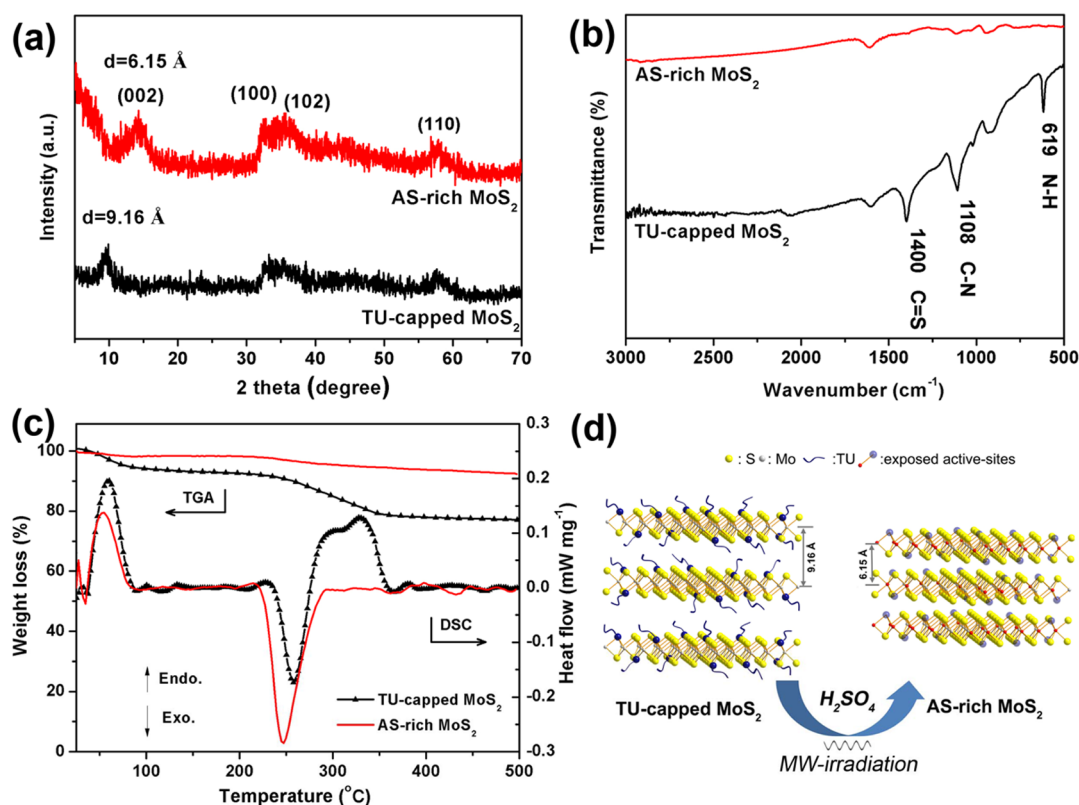 (a)
d=6.15 Å
(002)
(100)
(102)
(110)
AS-rich MoS₂
d=9.16 Å
TU-capped MoS₂
Intensity (a.u.)
10 20 30 40 50 60 70
2 theta (degree)
(b)
AS-rich MoS₂
TU-capped MoS₂
1400 C=S
1108 C-N
619 N-H
Transmittance (%)
3000 2500 2000 1500 1000 500
Wavenumber (cm⁻¹)
(c)
100
80
60
40
20
0
Weight loss (%)
TGA
DSC
Endo.
Exo.
TU-capped MoS₂
AS-rich MoS₂
0.3
0.2
0.1
0.0
-0.1
-0.2
-0.3
Heat flow (mW mg⁻¹)
100 200 300 400 500
Temperature (°C)
(d)
: S : Mo :TU :exposed active-sites
9.16 Å
6.15 Å
TU-capped MoS₂
H₂SO₄
AS-rich MoS₂
MW-irradiation